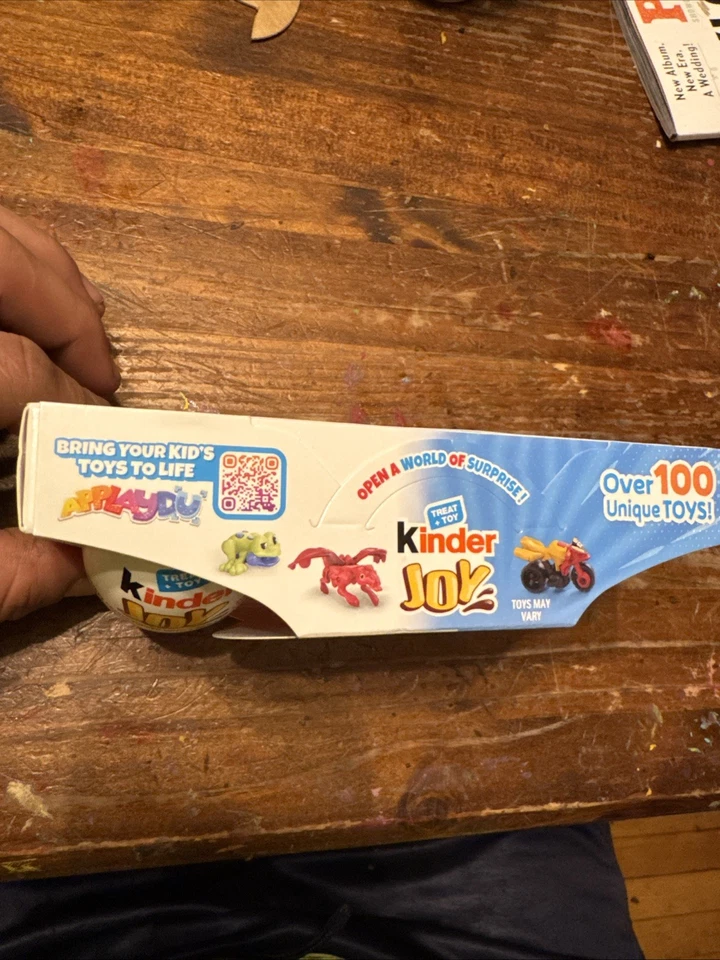 New Album.
New Era.
A Wedding!
BRING YOUR KID'S
TOYS TO LIFE
APPLAYDU
OPEN A WORLD OF SURPRISE!
TREAT
+ TOY
Kinder
JOY
TOYS MAY
VARY
Over 100
Unique TOYS!
TREAT
+ TOY
Kinder
JOY